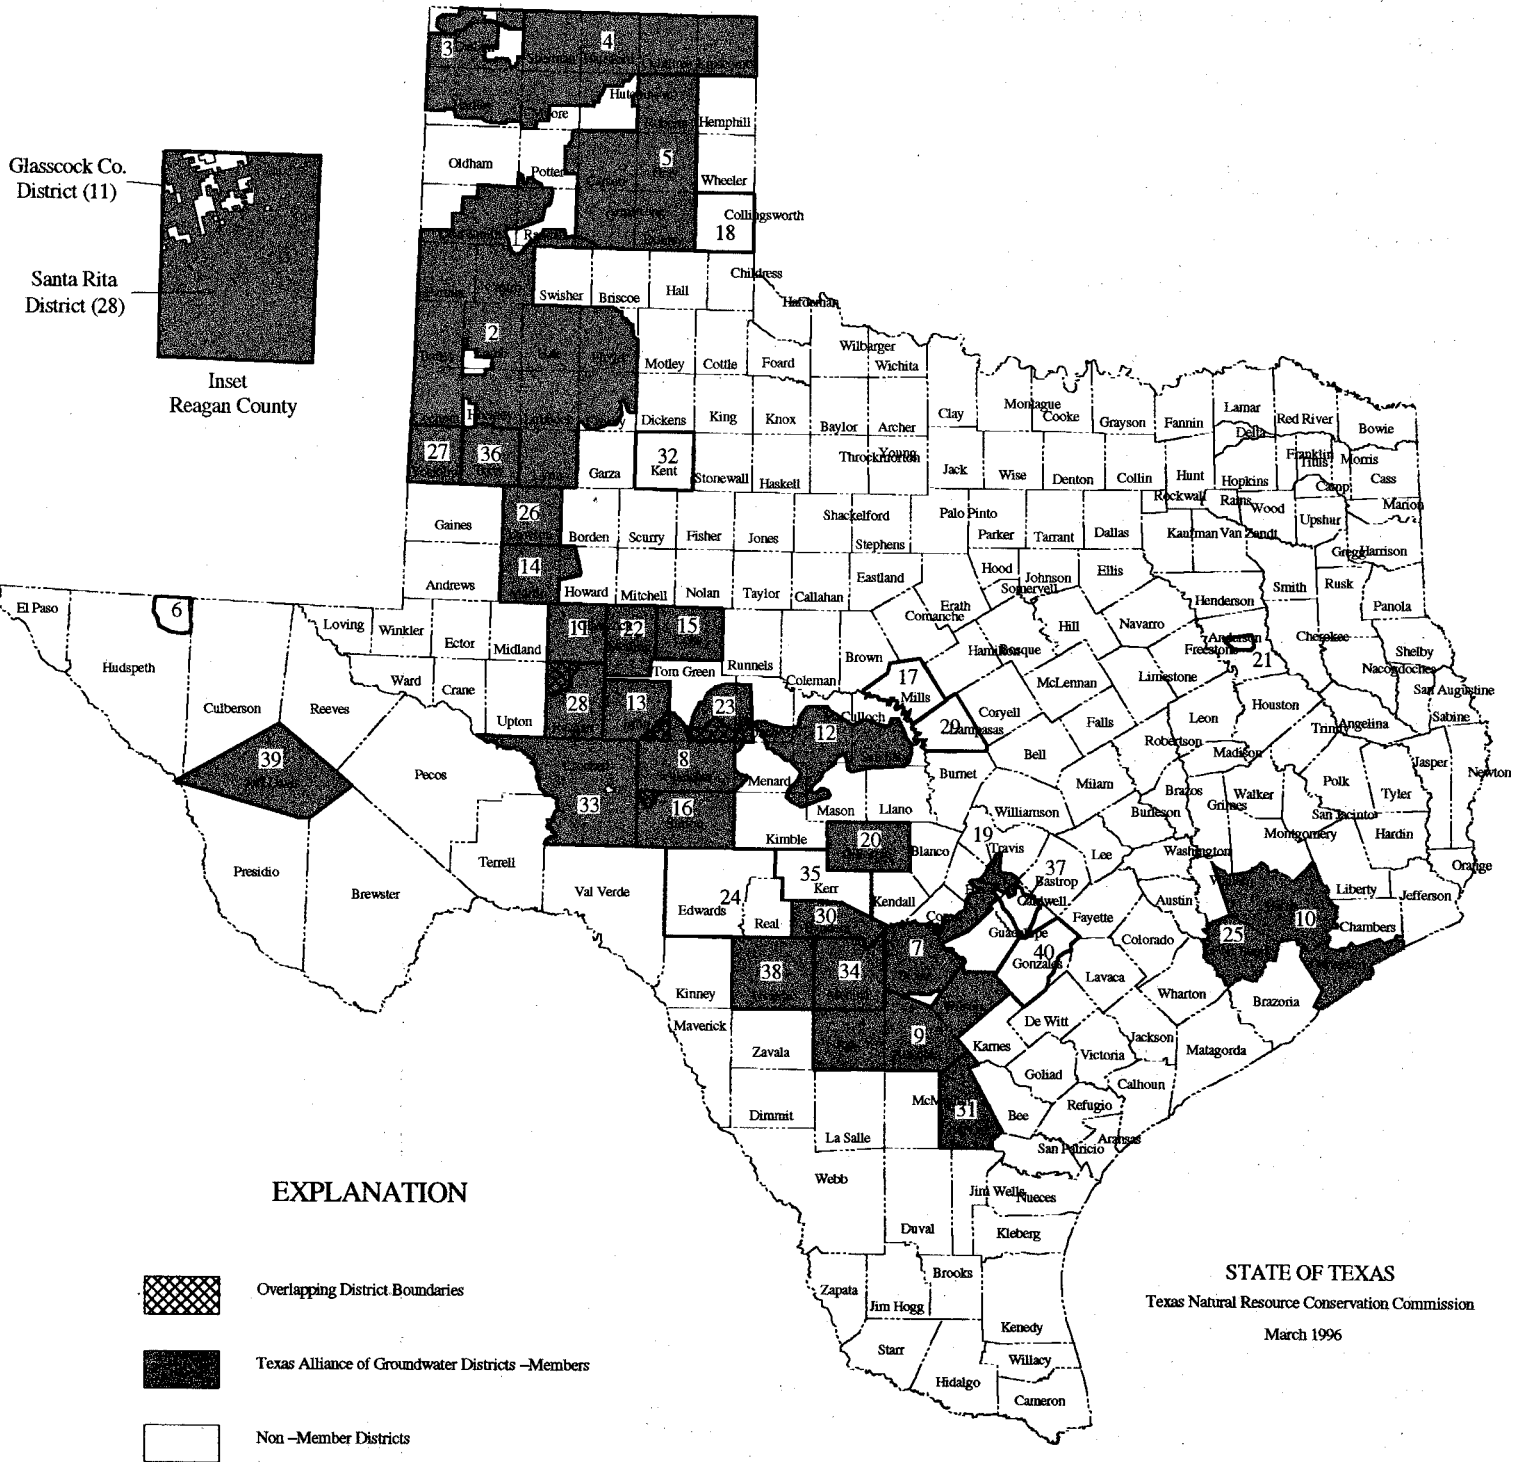 3
4
Hemphill
Oldham
Potter
5
Wheeler
Collingsworth
18
Glasscock Co.
District (11)
Santa Rita
District (28)
Inset
Reagan County
Childress
Swisher
Briscoe
Hall
Hardeman
2
Motley
Cottle
Foard
Wilbarger
Wichita
Dickens
King
Knox
Baylor
Archer
Clay
Montague
Cooke
Grayson
Fannin
Lamar
Delta
Red River
Bowie
27
36
Garza
32
Kent
Stonewall
Haskell
Throckmorton
Young
Jack
Wise
Denton
Collin
Hunt
Hopkins
Franklin
Titus
Morris
Cass
Camp
Marion
Rockwall
Rains
Wood
Upshur
Gaines
26
Borden
Scurry
Fisher
Jones
Shackelford
Stephens
Palo Pinto
Parker
Tarrant
Dallas
Kaufman
Van Zandt
Gregg
Harrison
Andrews
14
Howard
Mitchell
Nolan
Taylor
Callahan
Eastland
Erath
Comanche
Hood
Somervell
Johnson
Ellis
Henderson
Smith
Rusk
Panola
El Paso
6
Hudspeth
Culberson
Reeves
Loving
Winkler
Ector
Midland
22
15
Ward
Crane
Upton
28
13
Tom Green
Runnels
23
Coleman
Brown
17
Mills
Hamilton
Bosque
Hill
Navarro
Freestone
Anderson
21
Cherokee
Nacogdoches
Shelby
San Augustine
Sabine
McLennan
Limestone
Coryell
Falls
Leon
Houston
Trinity
Angelina
12
Bell
Robertson
Madison
Jasper
Newton
39
Pecos
8
Menard
Mason
Llano
Burnet
Milam
Brazos
Grimes
Walker
Polk
Tyler
San Jacinto
33
16
Kimble
Williamson
Burleson
Montgomery
Hardin
Presidio
Brewster
Terrell
Val Verde
20
Blanco
19
Travis
37
Bastrop
Lee
Washington
Orange
Liberty
Jefferson
24
Edwards
Real
35
Kerr
Kendall
Caldwell
Fayette
Austin
Chambers
30
7
Guadalupe
Colorado
25
10
38
34
40
Gonzales
Lavaca
Wharton
Brazoria
Kinney
Maverick
Zavala
9
Karnes
De Witt
Jackson
Victoria
Matagorda
Goliad
Calhoun
Dimmit
La Salle
31
Bee
Refugio
Aransas
San Patricio
Webb
Duval
Jim Wells
Nueces
Kleberg
Zapata
Jim Hogg
Brooks
Kenedy
Starr
Hidalgo
Willacy
Cameron
EXPLANATION
Overlapping District Boundaries
Texas Alliance of Groundwater Districts –Members
Non –Member Districts
STATE OF TEXAS
Texas Natural Resource Conservation Commission
March 1996